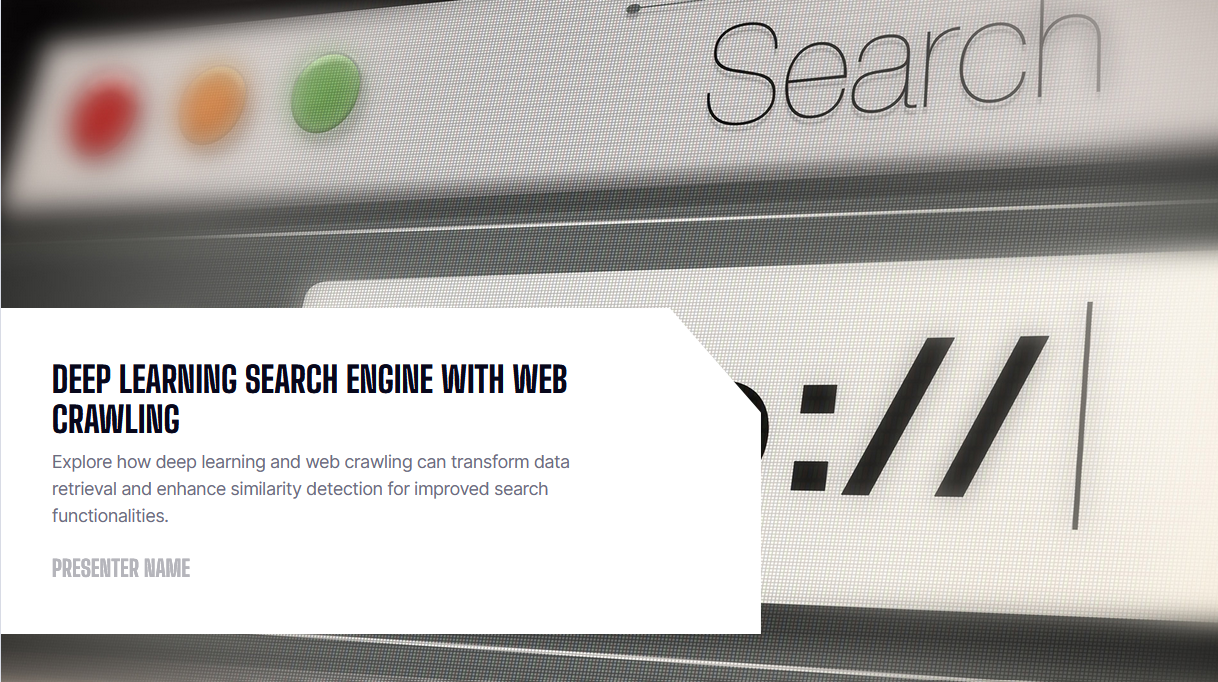 Search
://
DEEP LEARNING SEARCH ENGINE WITH WEB
CRAWLING
Explore how deep learning and web crawling can transform data
retrieval and enhance similarity detection for improved search
functionalities.
PRESENTER NAME